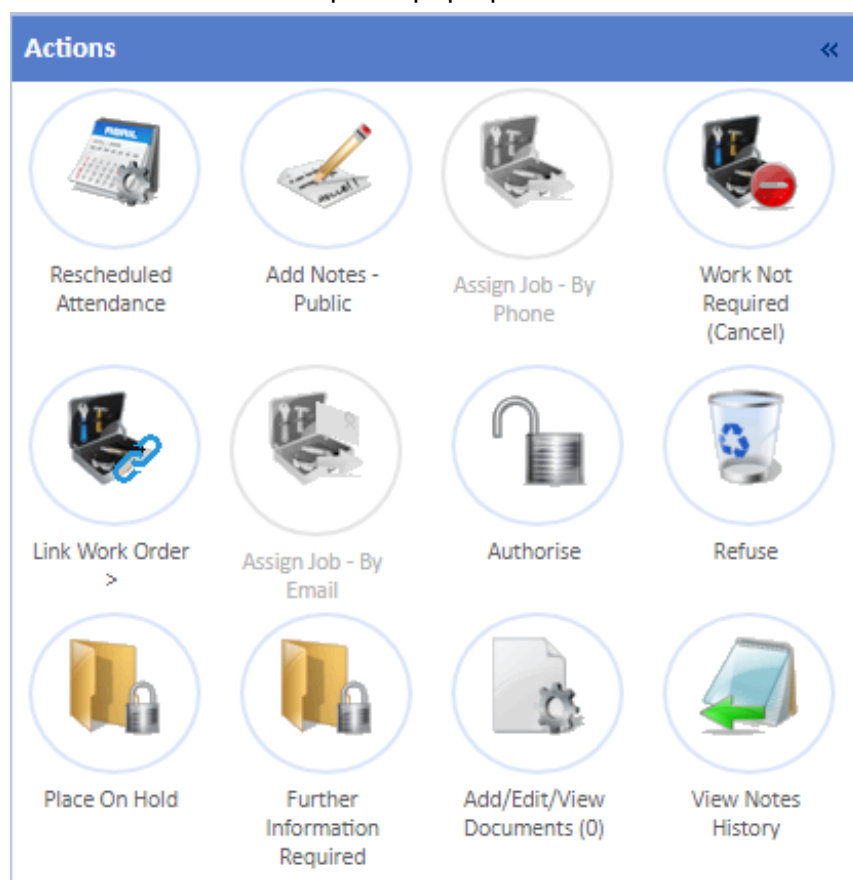 Actions «
Rescheduled
Attendance
Add Notes -
Public
Assign Job - By
Phone
Work Not
Required
(Cancel)
Link Work Order
>
Assign Job - By
Email
Authorise
Refuse
Place On Hold
Further
Information
Required
Add/Edit/View
Documents (0)
View Notes
History